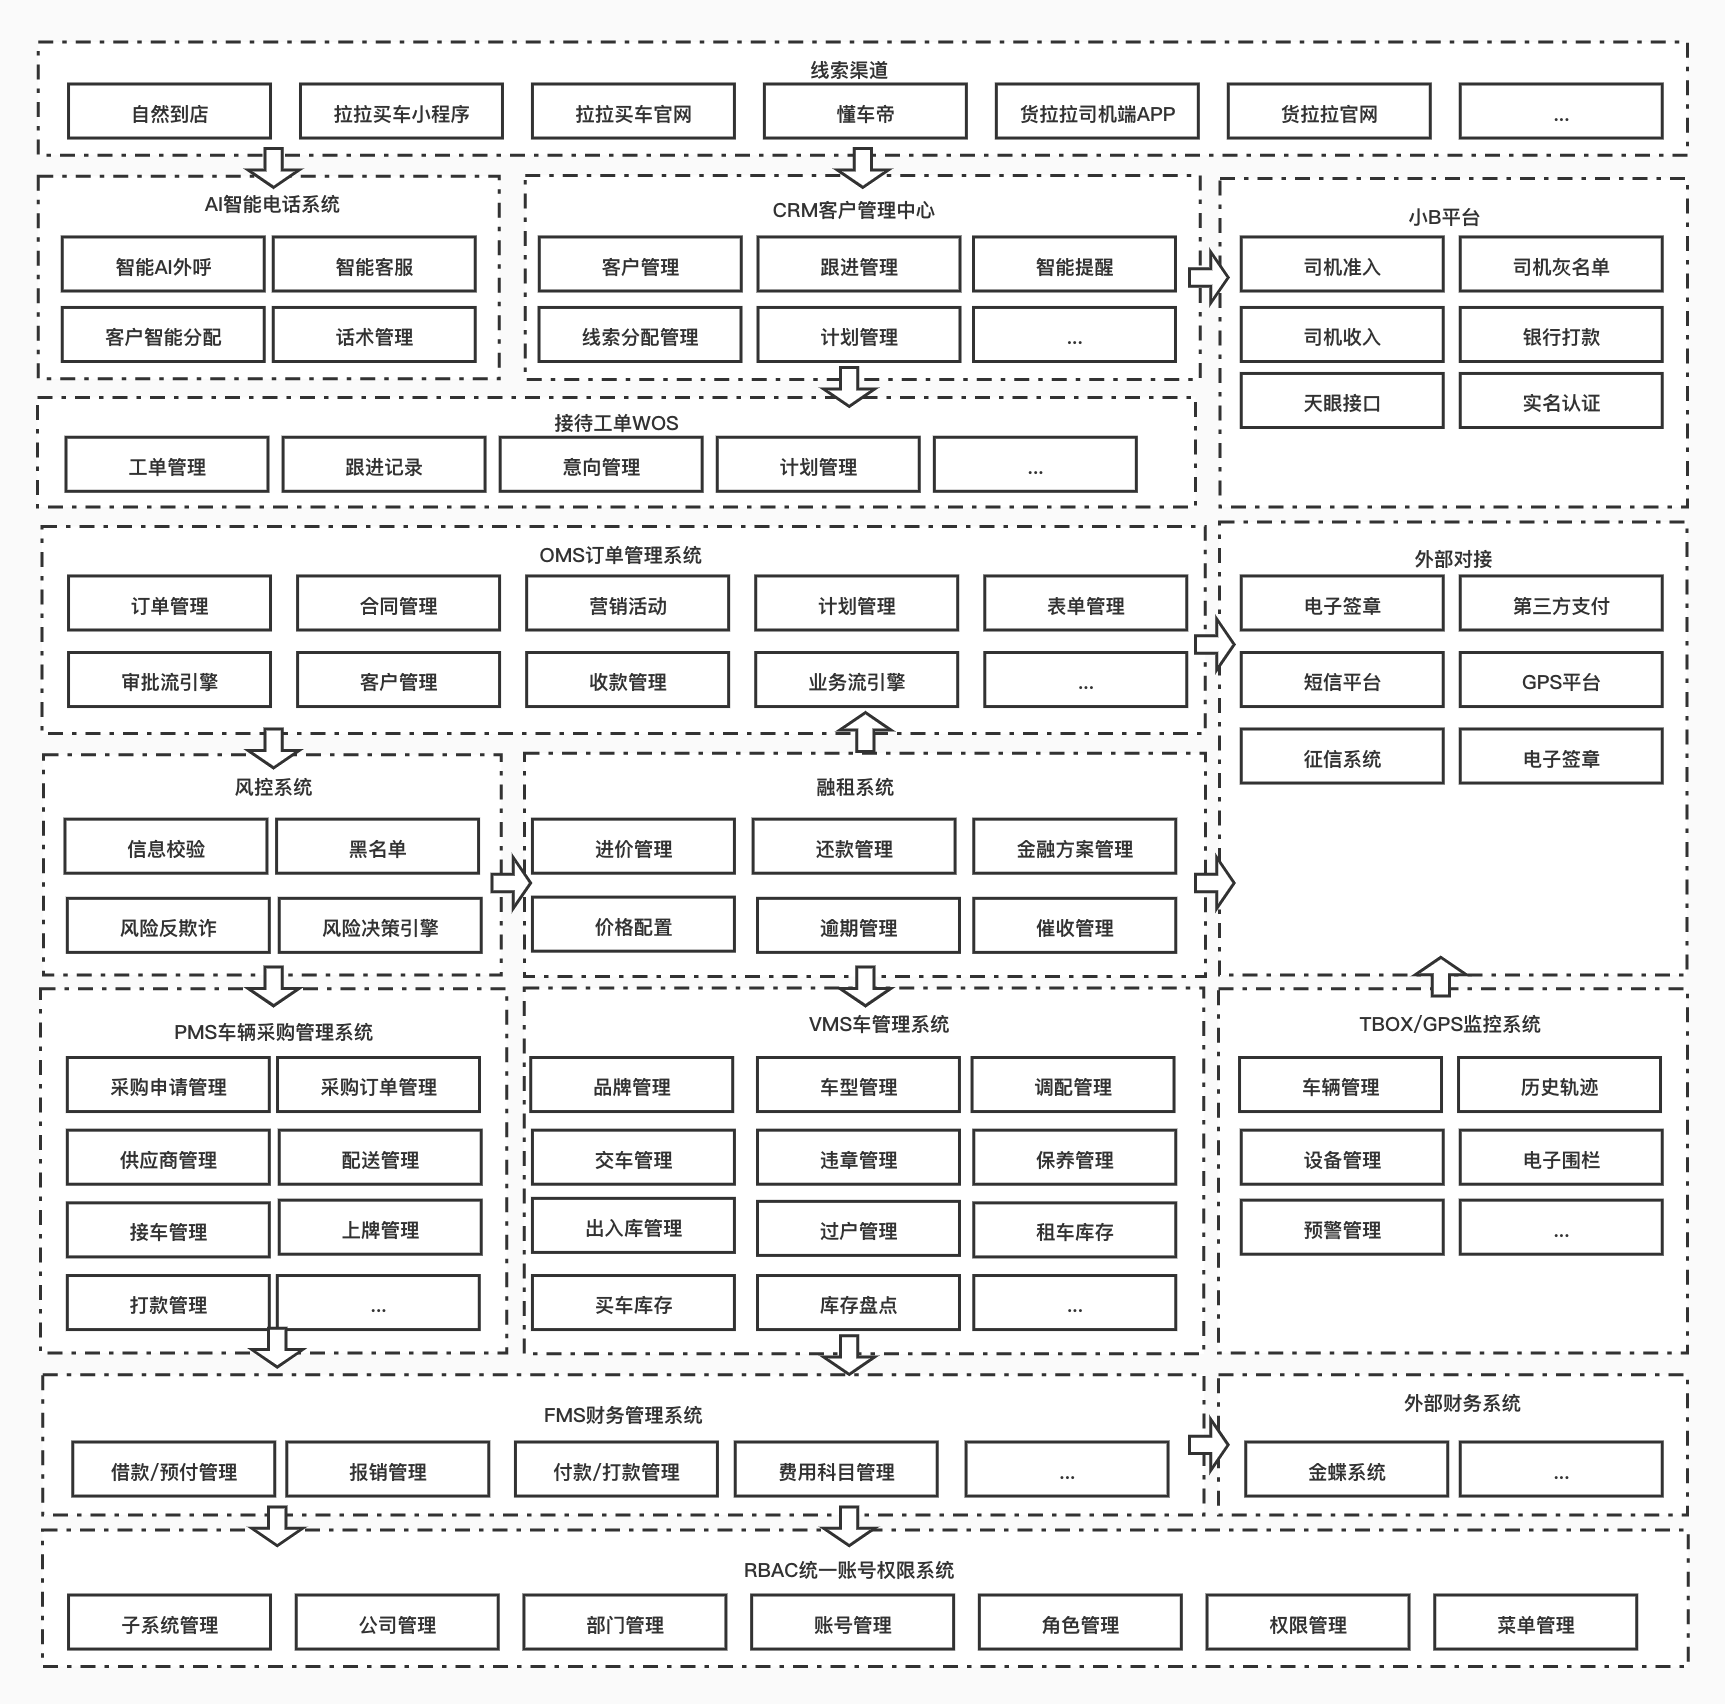 线索渠道
自然到店
拉拉买车小程序
拉拉买车官网
懂车帝
货拉拉司机端APP
货拉拉官网
...
AI智能电话系统
智能AI外呼
智能客服
客户智能分配
话术管理
CRM客户管理中心
客户管理
跟进管理
智能提醒
线索分配管理
计划管理
...
小B平台
司机准入
司机灰名单
司机收入
银行打款
天眼接口
实名认证
接待工单WOS
工单管理
跟进记录
意向管理
计划管理
...
OMS订单管理系统
订单管理
合同管理
营销活动
计划管理
表单管理
审批流引擎
客户管理
收款管理
业务流引擎
...
外部对接
电子签章
第三方支付
短信平台
GPS平台
征信系统
电子签章
风控系统
信息校验
黑名单
风险反欺诈
风险决策引擎
融租系统
进价管理
还款管理
金融方案管理
价格配置
逾期管理
催收管理
PMS车辆采购管理系统
采购申请管理
采购订单管理
供应商管理
配送管理
接车管理
上牌管理
打款管理
...
VMS车管理系统
品牌管理
车型管理
调配管理
交车管理
违章管理
保养管理
出入库管理
过户管理
租车库存
买车库存
库存盘点
...
TBOX/GPS监控系统
车辆管理
历史轨迹
设备管理
电子围栏
预警管理
...
FMS财务管理系统
借款/预付管理
报销管理
付款/打款管理
费用科目管理
...
外部财务系统
金蝶系统
...
RBAC统一账号权限系统
子系统管理
公司管理
部门管理
账号管理
角色管理
权限管理
菜单管理